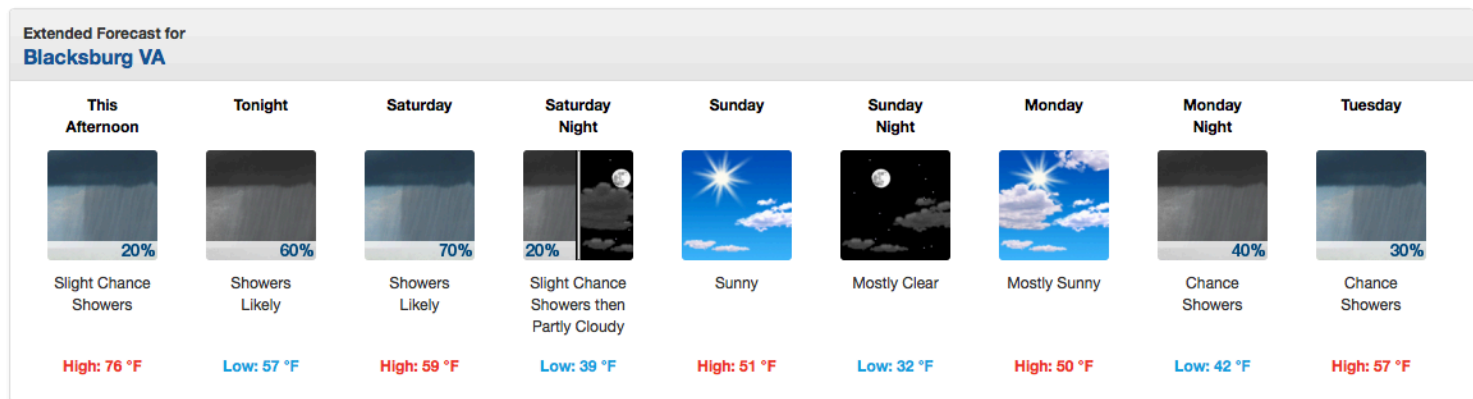 Extended Forecast for
Blacksburg VA
This
Afternoon
20%
Slight Chance
Showers
High: 76 °F
Tonight
60%
Showers
Likely
Low: 57 °F
Saturday
70%
Showers
Likely
High: 59 °F
Saturday
Night
20%
Slight Chance
Showers then
Partly Cloudy
Low: 39 °F
Sunday
Sunny
High: 51 °F
Sunday
Night
Mostly Clear
Low: 32 °F
Monday
Mostly Sunny
High: 50 °F
Monday
Night
40%
Chance
Showers
Low: 42 °F
Tuesday
30%
Chance
Showers
High: 57 °F